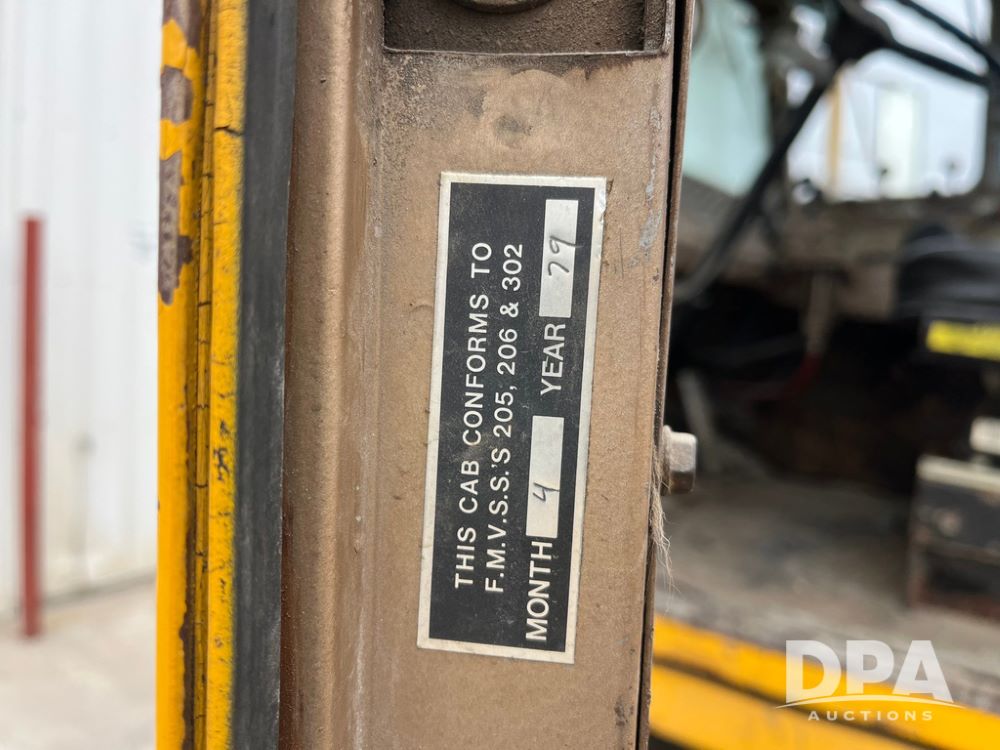 THIS CAB CONFORMS TO
F.M.V.S.S.'S 205, 206 & 302
MONTH 4 YEAR 79
DPA
AUCTIONS